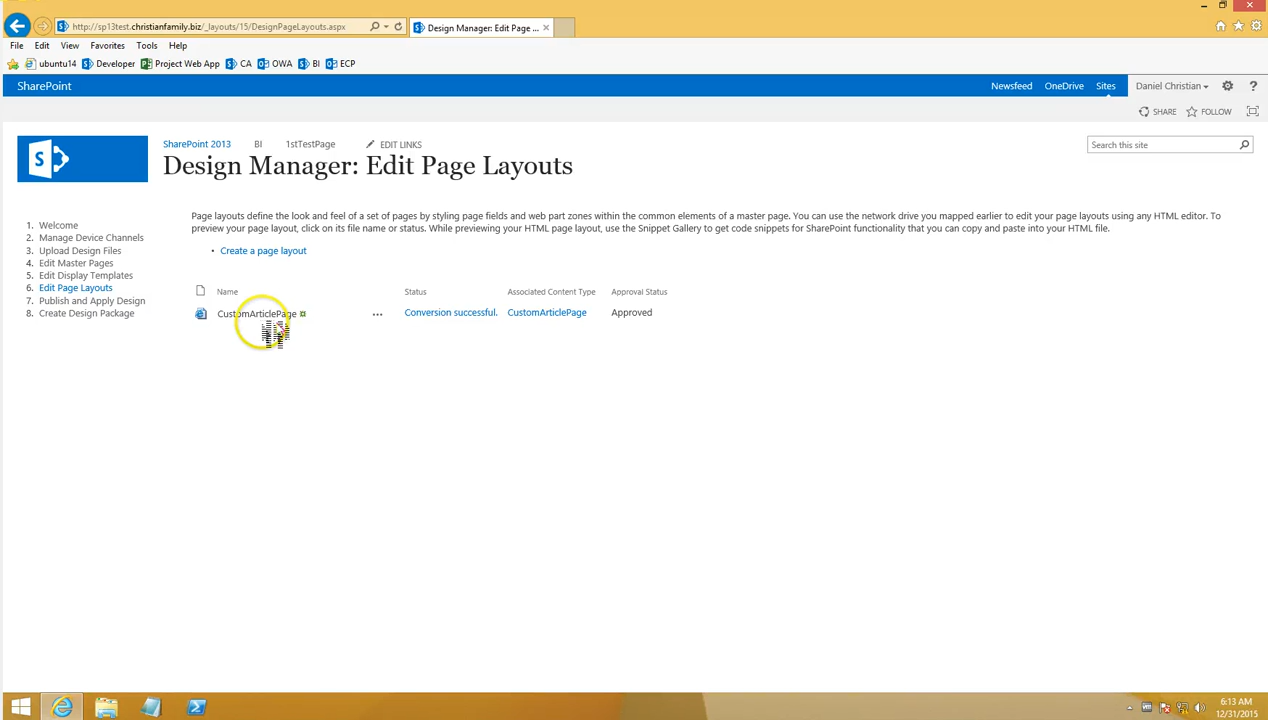 http://sp13test.christianfamily.biz/_layouts/15/DesignPageLayouts.aspx
Design Manager: Edit Page ...
File Edit View Favorites Tools Help
ubuntu14 Developer Project Web App CA OWA BI ECP
SharePoint
Newsfeed OneDrive Sites Daniel Christian ?
SHARE FOLLOW
SharePoint 2013 BI 1stTestPage EDIT LINKS
Search this site
Design Manager: Edit Page Layouts
1. Welcome
2. Manage Device Channels
3. Upload Design Files
4. Edit Master Pages
5. Edit Display Templates
6. Edit Page Layouts
7. Publish and Apply Design
8. Create Design Package
Page layouts define the look and feel of a set of pages by styling page fields and web part zones within the common elements of a master page. You can use the network drive you mapped earlier to edit your page layouts using any HTML editor. To
preview your page layout, click on its file name or status. While previewing your HTML page layout, use the Snippet Gallery to get code snippets for SharePoint functionality that you can copy and paste into your HTML file.
• Create a page layout
Name Status Associated Content Type Approval Status
CustomArticlePage ... Conversion successful. CustomArticlePage Approved
6:13 AM
12/31/2015